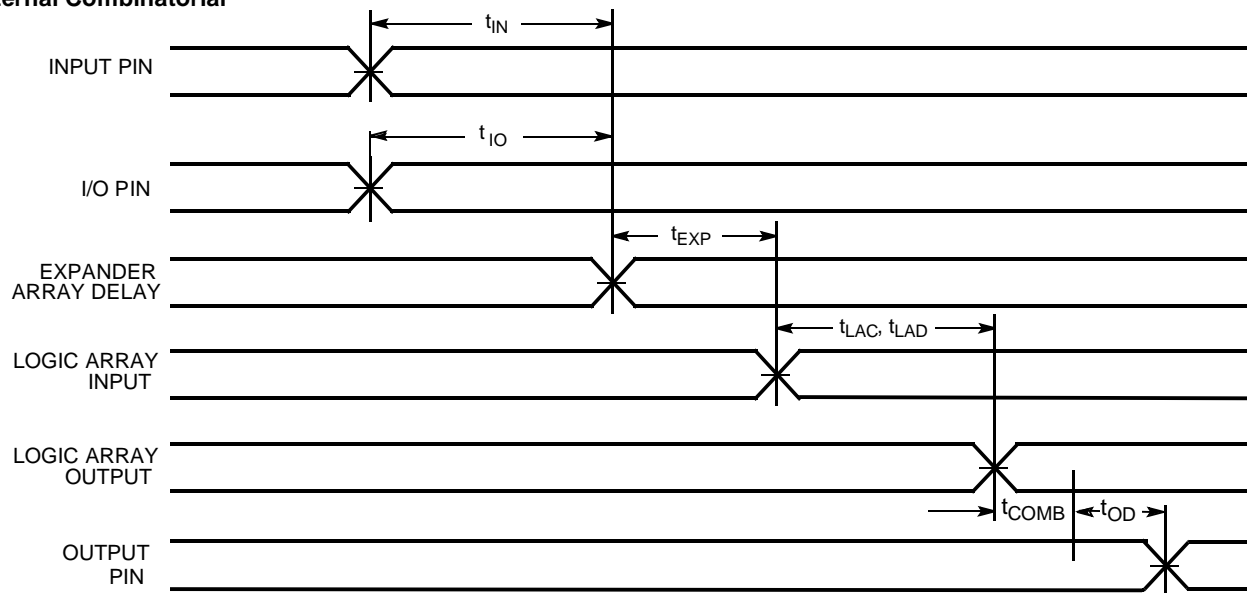 ternal Combinatorial
tIN
INPUT PIN
tIO
I/O PIN
tEXP
EXPANDER
ARRAY DELAY
tLAC, tLAD
LOGIC ARRAY
INPUT
LOGIC ARRAY
OUTPUT
tCOMB
tOD
OUTPUT
PIN